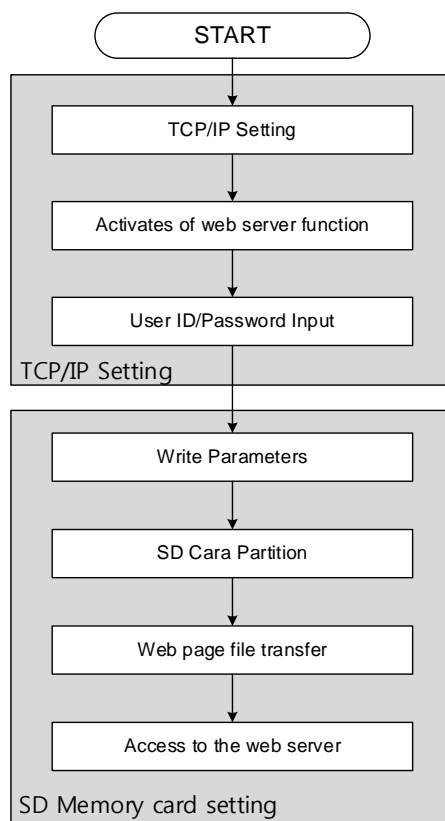 START
TCP/IP Setting
Activates of web server function
User ID/Password Input
TCP/IP Setting
Write Parameters
SD Cara Partition
Web page file transfer
Access to the web server
SD Memory card setting